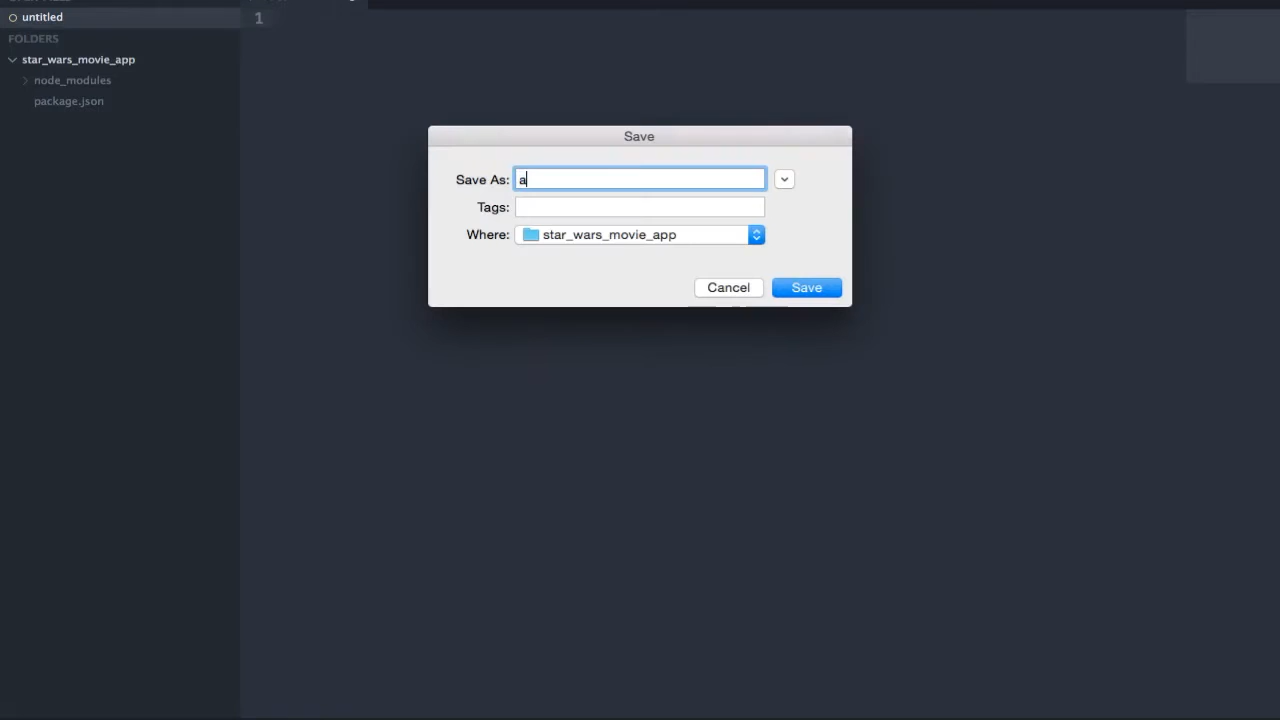 untitled
1
FOLDERS
star_wars_movie_app
node_modules
package.json
Save
Save As: a
Tags:
Where: star_wars_movie_app
Cancel Save